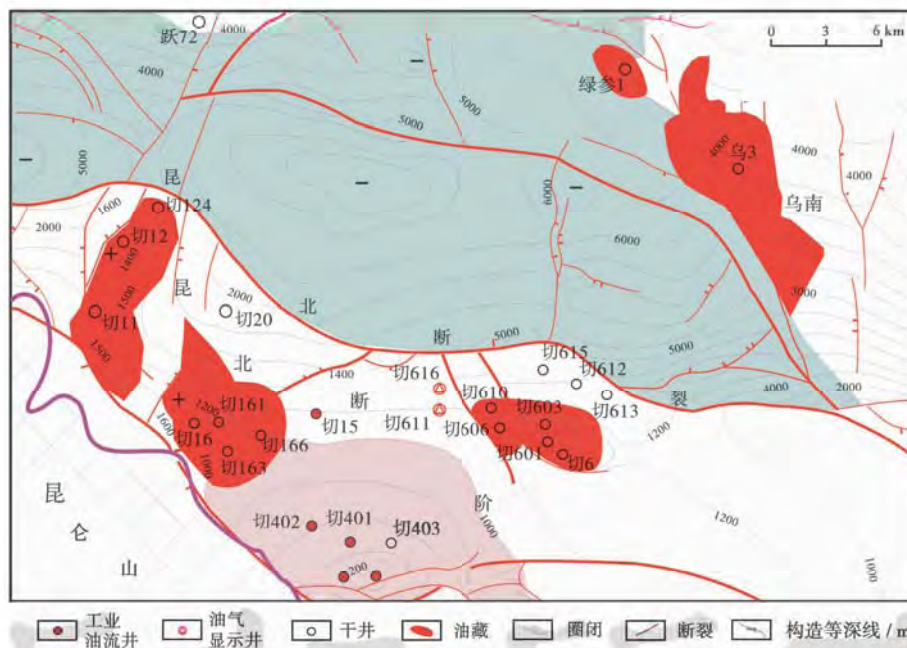 跃72
4000
4000
5000
5000
5000
绿参1
0 3 6 km
4000
乌3
4000
4000
乌南
5000
昆
切124
1600
2000
切12
1400
1500
切11
1500
昆
2000
切20
北
6000
6000
3000
断
5000
切615
切612
5000
4000
2000
切613
裂
1200
北
1400
断
切616
切611
切610
切603
切606
切601
切6
1200
切161
切16
切166
切163
1600
1000
切15
阶
1000
切402
切401
切403
200
1200
1000
昆
仑
山
工业
油流井
油气
显示井
干井
油藏
圈闭
断裂
构造等深线 / m